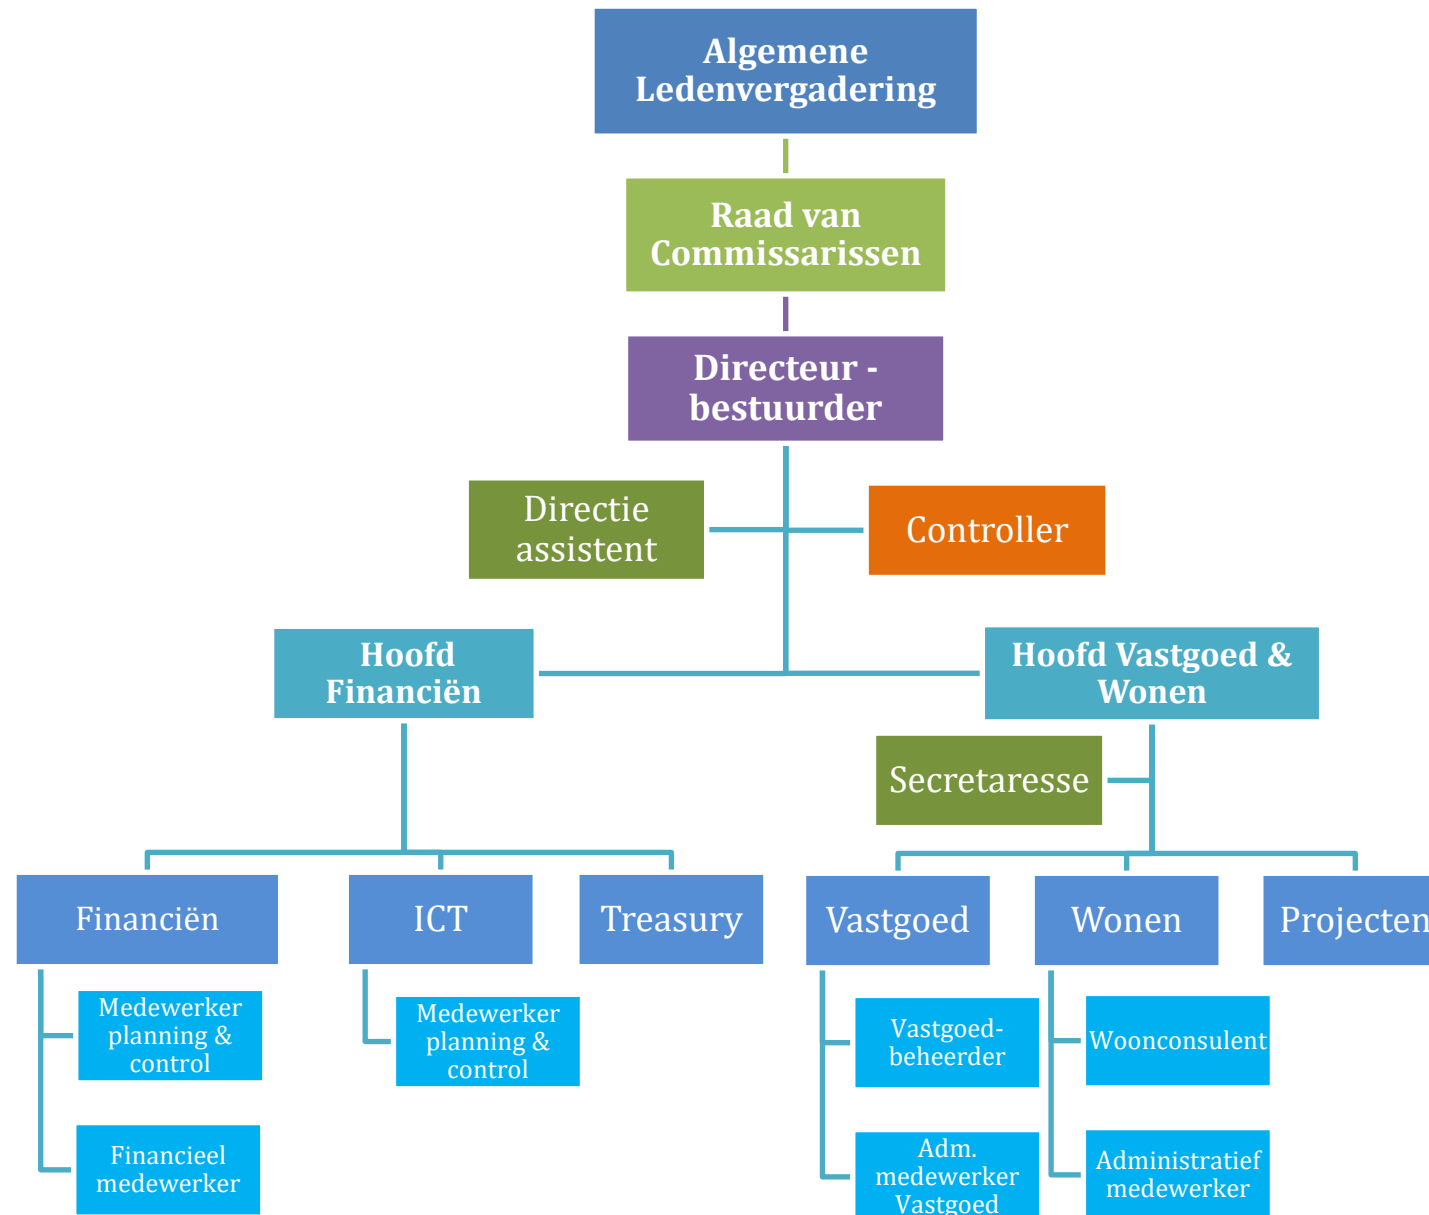 Algemene
Ledenvergadering
Raad van
Commissarissen
Directeur -
bestuurder
Directie
assistent
Controller
Hoofd
Financiën
Hoofd Vastgoed &
Wonen
Secretaresse
Financiën
ICT
Treasury
Vastgoed
Wonen
Projecten
Medewerker
planning &
control
Medewerker
planning &
control
Vastgoed-
beheerder
Woonconsulent
Financieel
medewerker
Adm.
medewerker
Vastgoed
Administratief
medewerker